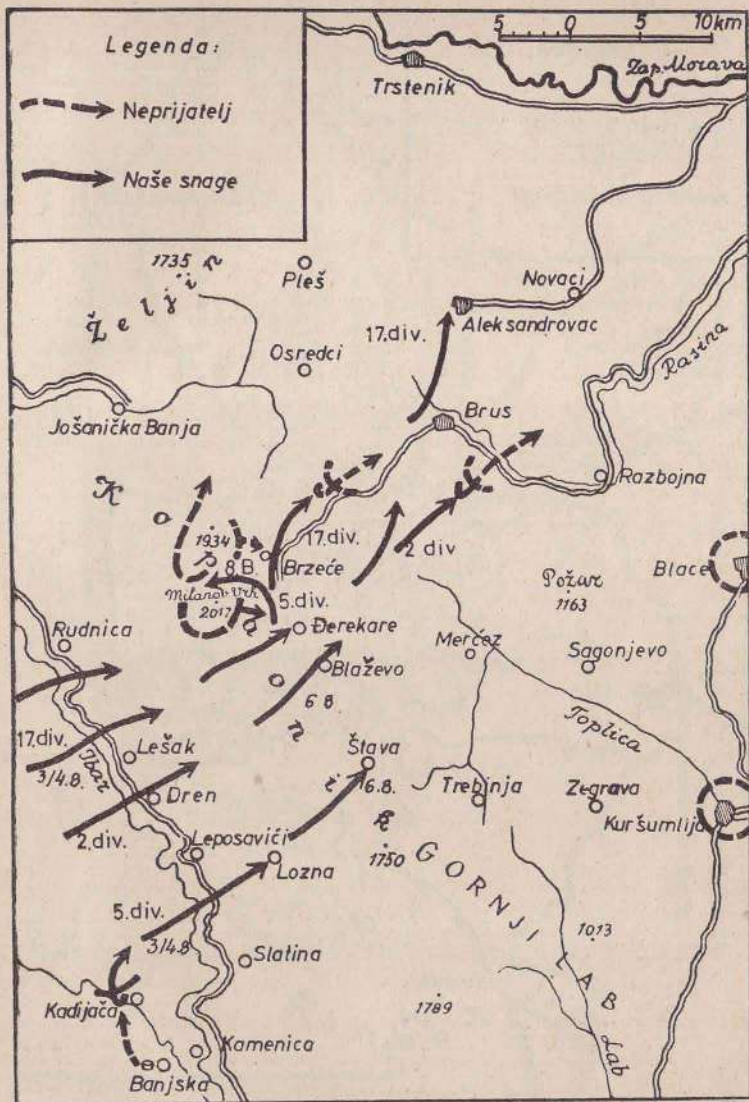 Legenda:
Neprijatelj
Naše snage
5 0 5 10 km
Zap. Morava
Trstenik
1735
Željin
Pleš
Novaci
Aleksandrovac
17. div.
Osredci
Rasina
Jošanička Banja
Brus
Razbojna
Kopaonik
1934
8. B.
Brzeće
17. div.
2 div
Požar
1163
Blace
Milanov Vrh
2017
5. div.
Đerekare
Rudnica
Merćez
Sagonjevo
Blaževo
6 8.
17. div.
3/4.8.
Ibar
Lešak
Štava
6.8.
Toplica
Dren
Trebinja
Zegrava
Kuršumlija
2. div.
Leposavići
Lozna
1750
GORNJI LAB
5. div.
3/4.8
Slatina
1013
Kadijača
1789
Kamenica
Lab
Banjska